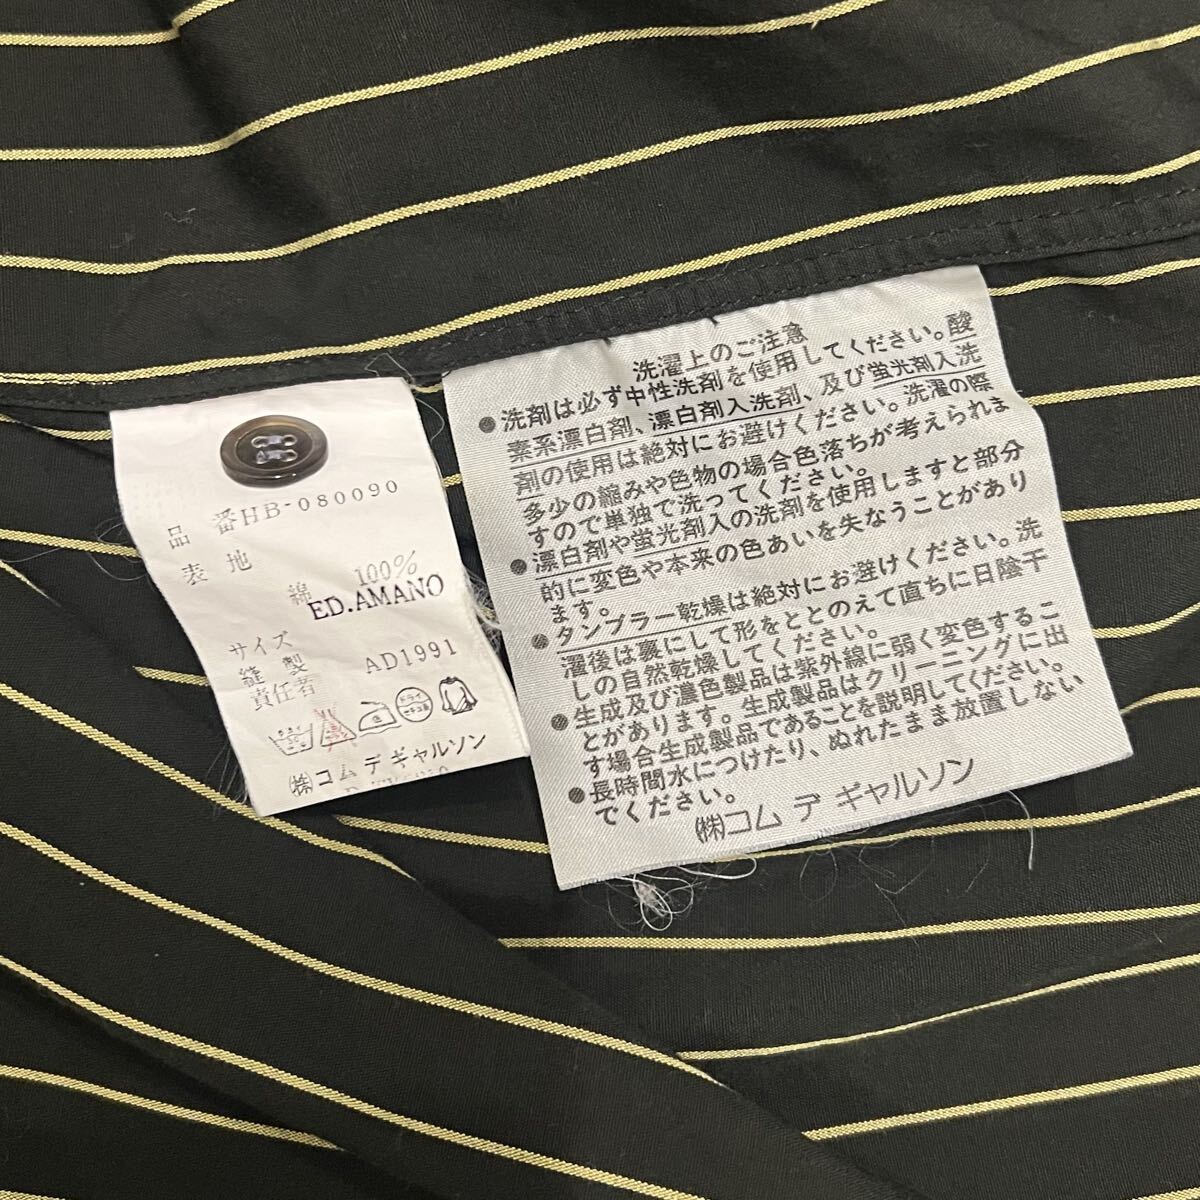 品番HB-080090
表地
綿 100%
ED.AMANO
サイズ
縫製
責任者 AD1991
(株)コム デ ギャルソン
洗濯上のご注意
●洗剤は必ず中性洗剤を使用してください。酸
素系漂白剤、漂白剤入洗剤、及び蛍光剤入洗
剤の使用は絶対にお避けください。洗濯の際
多少の縮みや色物の場合色落ちが考えられま
すので単独で洗ってください。
●漂白剤や蛍光剤入の洗剤を使用しますと部分
的に変色や本来の色あいを失なうことがあり
ます。
●タンブラー乾燥は絶対にお避けください。洗
濯後は裏にして形をととのえて直ちに日陰干
しの自然乾燥してください。
●生成及び濃色製品は紫外線に弱く変色するこ
とがあります。生成製品はクリーニングに出
す場合生成製品であることを説明してください。
●長時間水につけたり、ぬれたまま放置しない
でください。
(株)コム デ ギャルソン